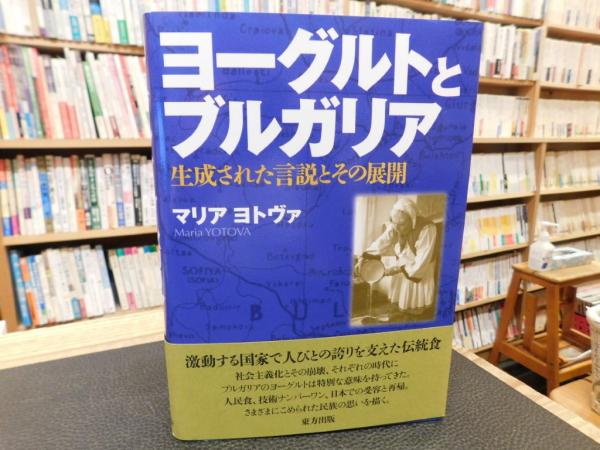 ヨーグルトと
ブルガリア
生成された言説とその展開
マリア ヨトヴァ
Maria YOTOVA
激動する国家で人びとの誇りを支えた伝統食
社会主義化とその崩壊、それぞれの時代に
ブルガリアのヨーグルトは特別な意味を持ってきた。
人民食、技術ナンバーワン、日本での受容と再帰。
さまざまにこめられた民族の思いを描く。
東方出版